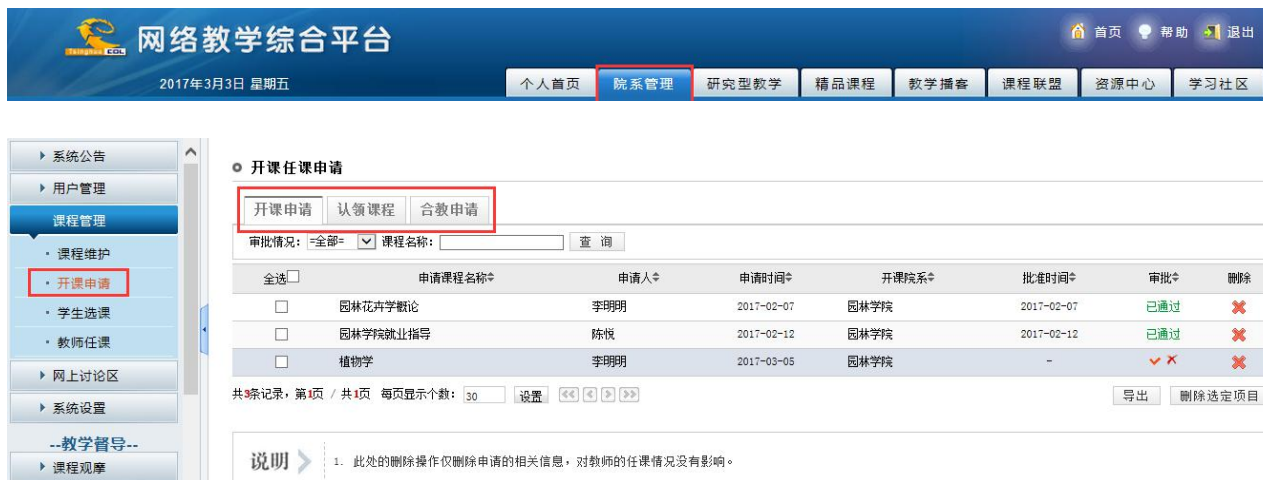 网络教学综合平台
首页 帮助 退出
Tsinghua COL
2017年3月3日 星期五
个人首页 院系管理 研究型教学 精品课程 教学播客 课程联盟 资源中心 学习社区
系统公告
用户管理
课程管理
· 课程维护
· 开课申请
· 学生选课
· 教师任课
网上讨论区
系统设置
--教学督导--
课程观摩
开课任课申请
开课申请 认领课程 合教申请
审批情况: =全部= 课程名称: 查 询
全选 申请课程名称 申请人 申请时间 开课院系 批准时间 审批 删除
园林花卉学概论 李明明 2017-02-07 园林学院 2017-02-07 已通过
园林学院就业指导 陈悦 2017-02-12 园林学院 2017-02-12 已通过
植物学 李明明 2017-03-05 园林学院 -
共3条记录，第1页 / 共1页 每页显示个数: 30 设置 << < > >> 导出 删除选定项目
说明
1. 此处的删除操作仅删除申请的相关信息，对教师的任课情况没有影响。